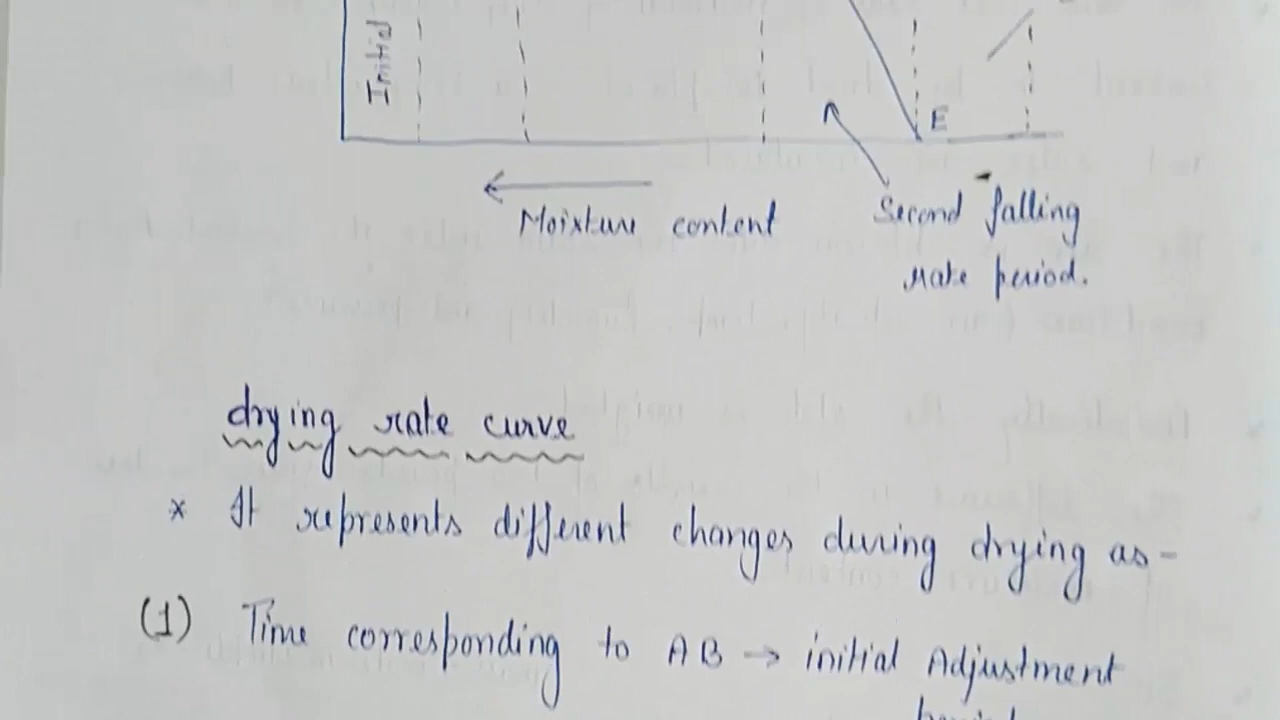 Initial
E
Moixture content
Second falling
rate period.
drying rate curve
* It represents different changes during drying as -
(1) Time corresponding to AB → initial Adjustment